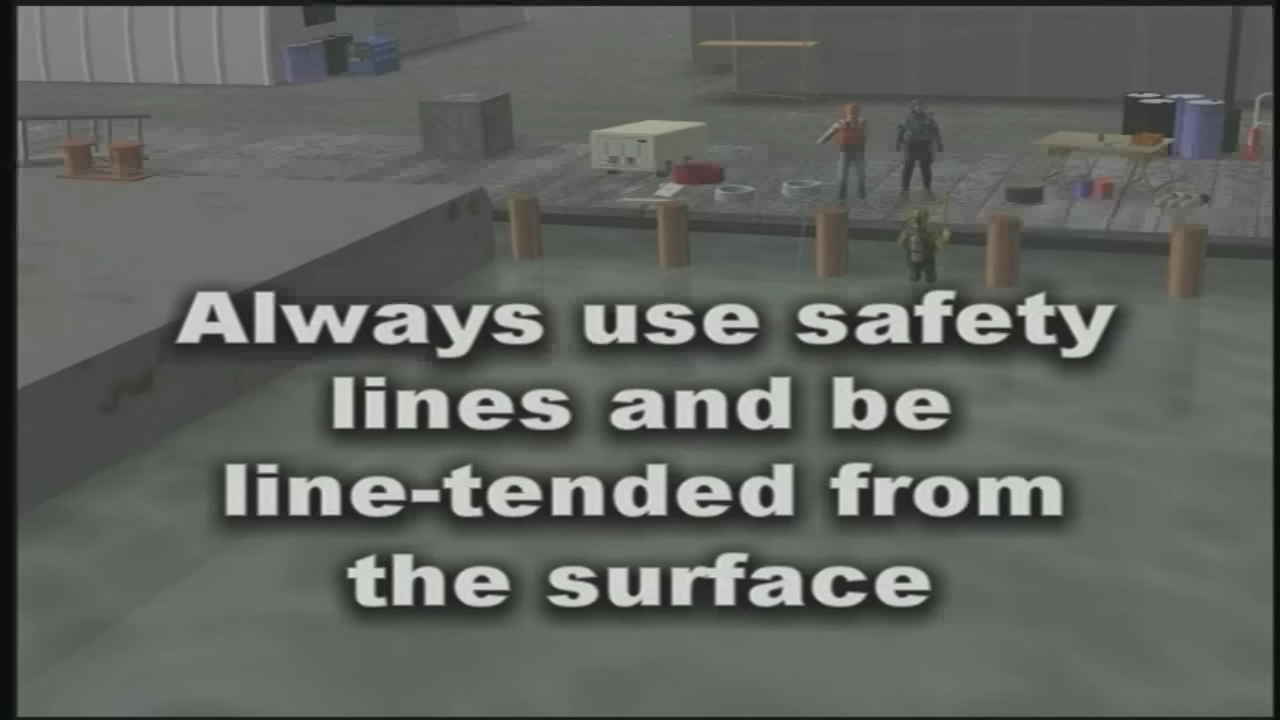 Always use safety
lines and be
line-tended from
the surface